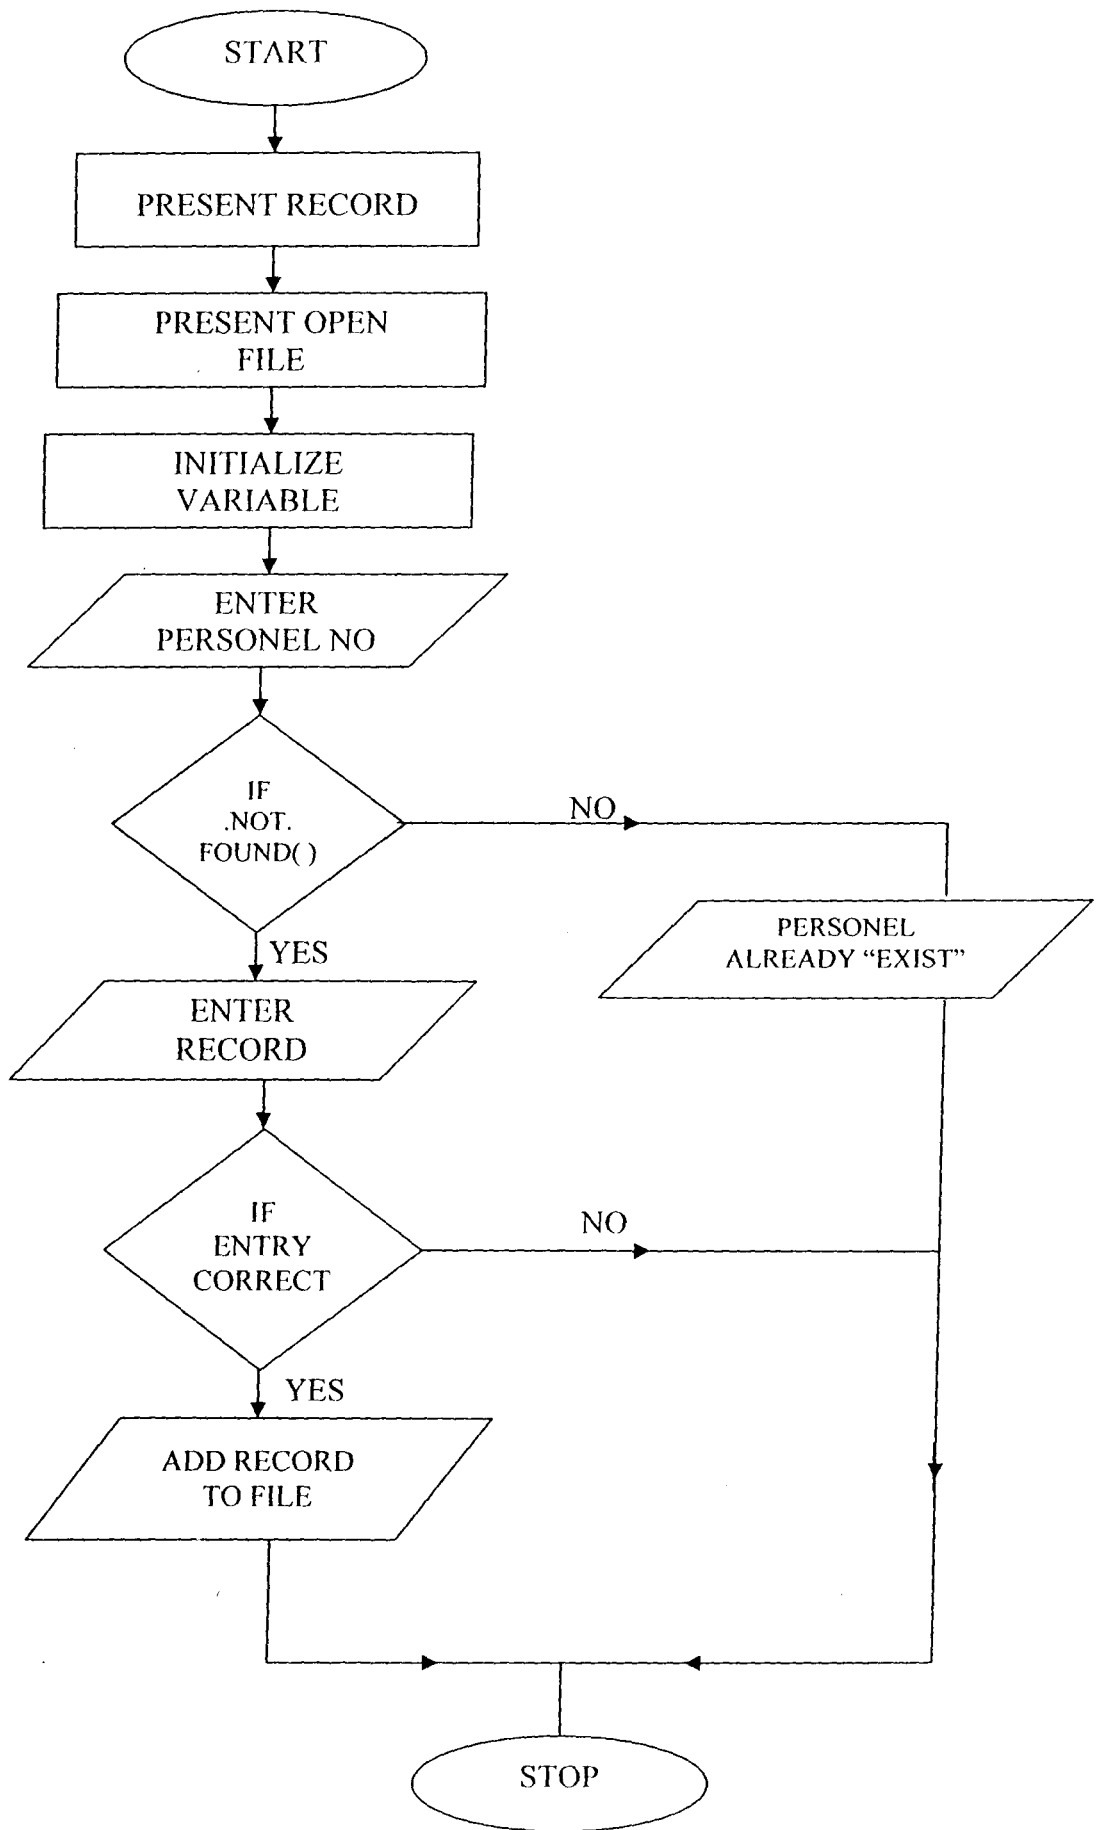 START
PRESENT RECORD
PRESENT OPEN
FILE
INITIALIZE
VARIABLE
ENTER
PERSONEL NO
IF
.NOT.
FOUND( )
NO
PERSONEL
ALREADY “EXIST”
YES
ENTER
RECORD
IF
ENTRY
CORRECT
NO
YES
ADD RECORD
TO FILE
STOP